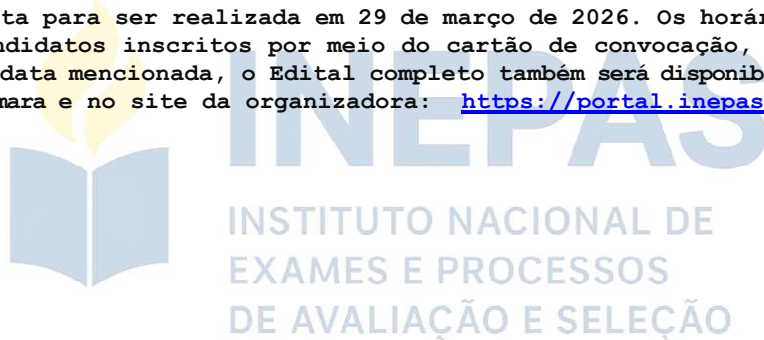 ta para ser realizada em 29 de março de 2026. Os horár
ndidatos inscritos por meio do cartão de convocação,
data mencionada, o Edital completo também será disponib
mara e no site da organizadora: https://portal.inepas
INEPAS
INSTITUTO NACIONAL DE
EXAMES E PROCESSOS
DE AVALIAÇÃO E SELEÇÃO